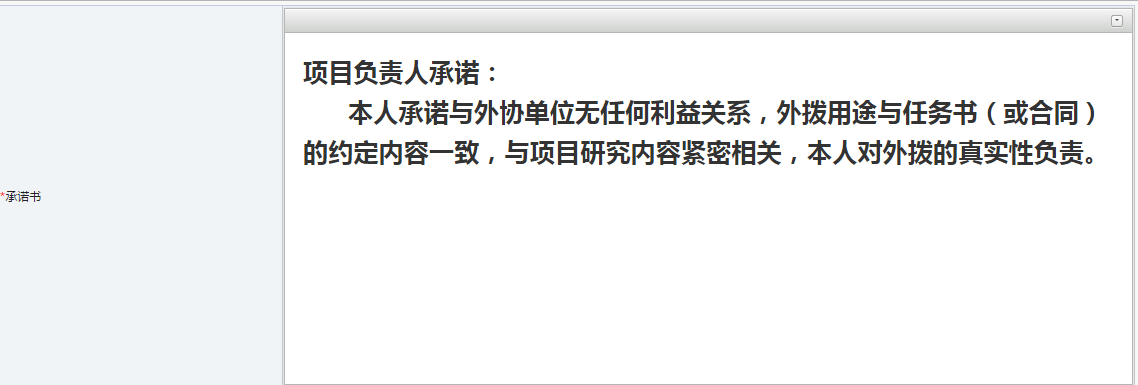 项目负责人承诺：
本人承诺与外协单位无任何利益关系，外拨用途与任务书（或合同）
的约定内容一致，与项目研究内容紧密相关，本人对外拨的真实性负责。
*承诺书